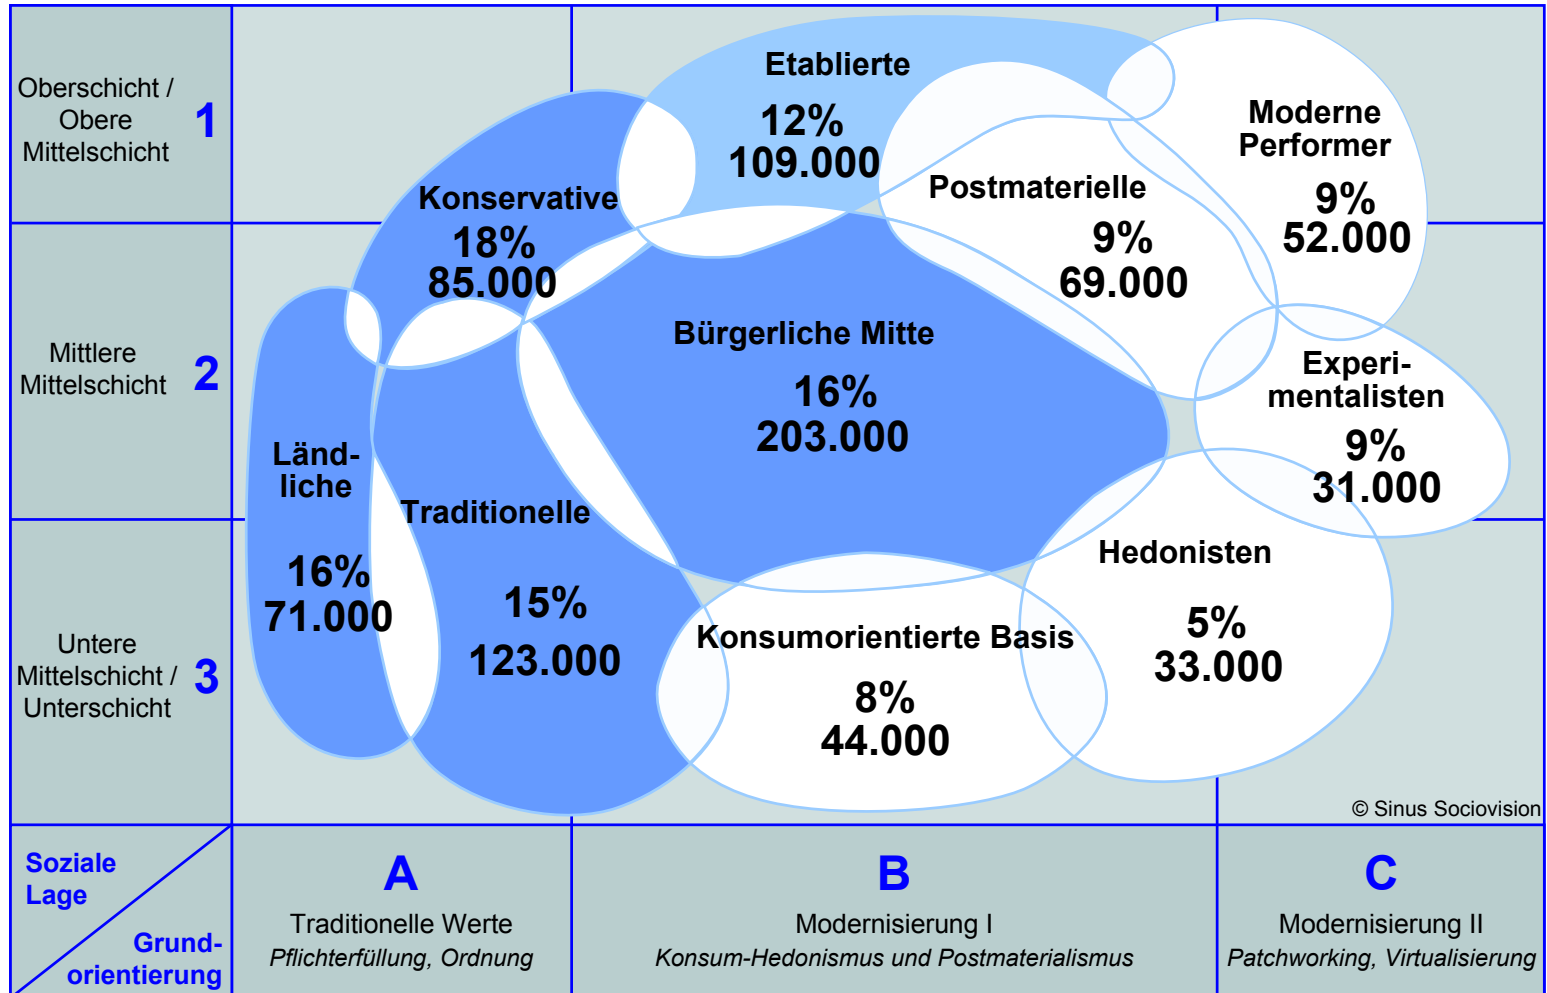 Oberschicht /
Obere
Mittelschicht
1
Etablierte
12%
109.000
Moderne
Performer
9%
52.000
Konservative
18%
85.000
Postmaterielle
9%
69.000
Mittlere
Mittelschicht
2
Bürgerliche Mitte
16%
203.000
Experi-
mentalisten
9%
31.000
Länd-
liche
16%
71.000
Traditionelle
15%
123.000
Hedonisten
5%
33.000
Untere
Mittelschicht /
Unterschicht
3
Konsumorientierte Basis
8%
44.000
© Sinus Sociovision
Soziale
Lage
Grund-
orientierung
A
Traditionelle Werte
Pflichterfüllung, Ordnung
B
Modernisierung I
Konsum-Hedonismus und Postmaterialismus
C
Modernisierung II
Patchworking, Virtualisierung